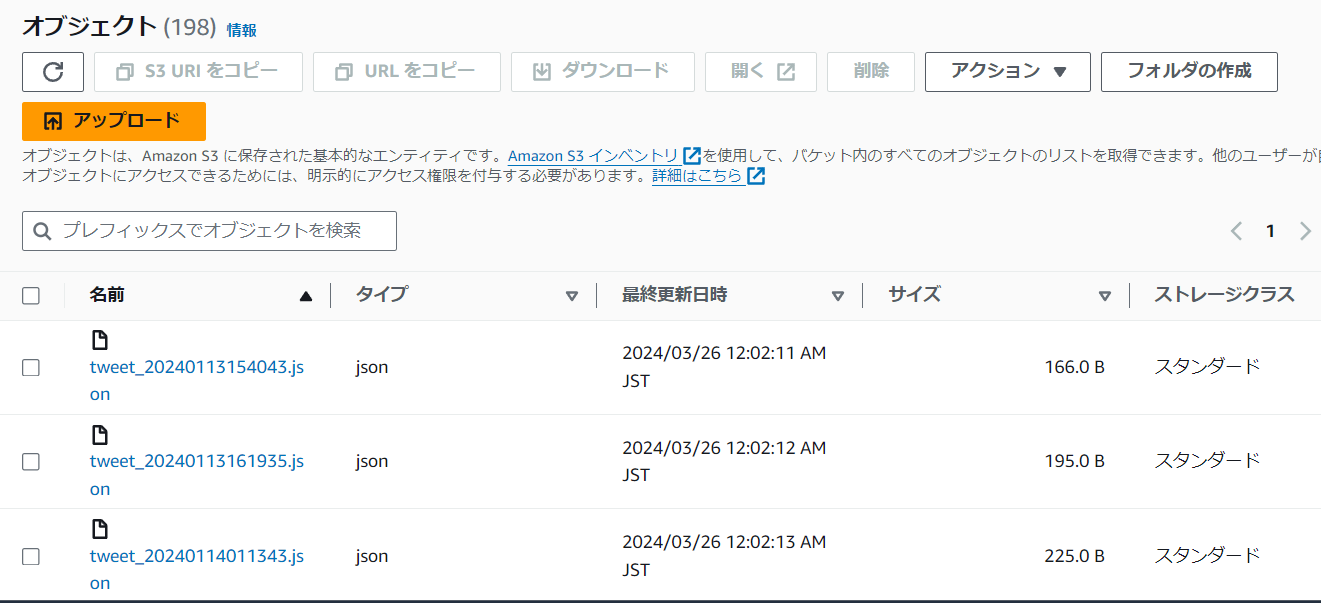 オブジェクト (198) 情報
S3 URI をコピー URL をコピー ダウンロード 開く 削除 アクション フォルダの作成
アップロード
オブジェクトは、Amazon S3 に保存された基本的なエンティティです。Amazon S3 インベントリ を使用して、バケット内のすべてのオブジェクトのリストを取得できます。他のユーザーが
オブジェクトにアクセスできるためには、明示的にアクセス権限を付与する必要があります。詳細はこちら
プレフィックスでオブジェクトを検索 1
名前 タイプ 最終更新日時 サイズ ストレージクラス
tweet_20240113154043.js
on
json
2024/03/26 12:02:11 AM
JST
166.0 B
スタンダード
tweet_20240113161935.js
on
json
2024/03/26 12:02:12 AM
JST
195.0 B
スタンダード
tweet_20240114011343.js
on
json
2024/03/26 12:02:13 AM
JST
225.0 B
スタンダード